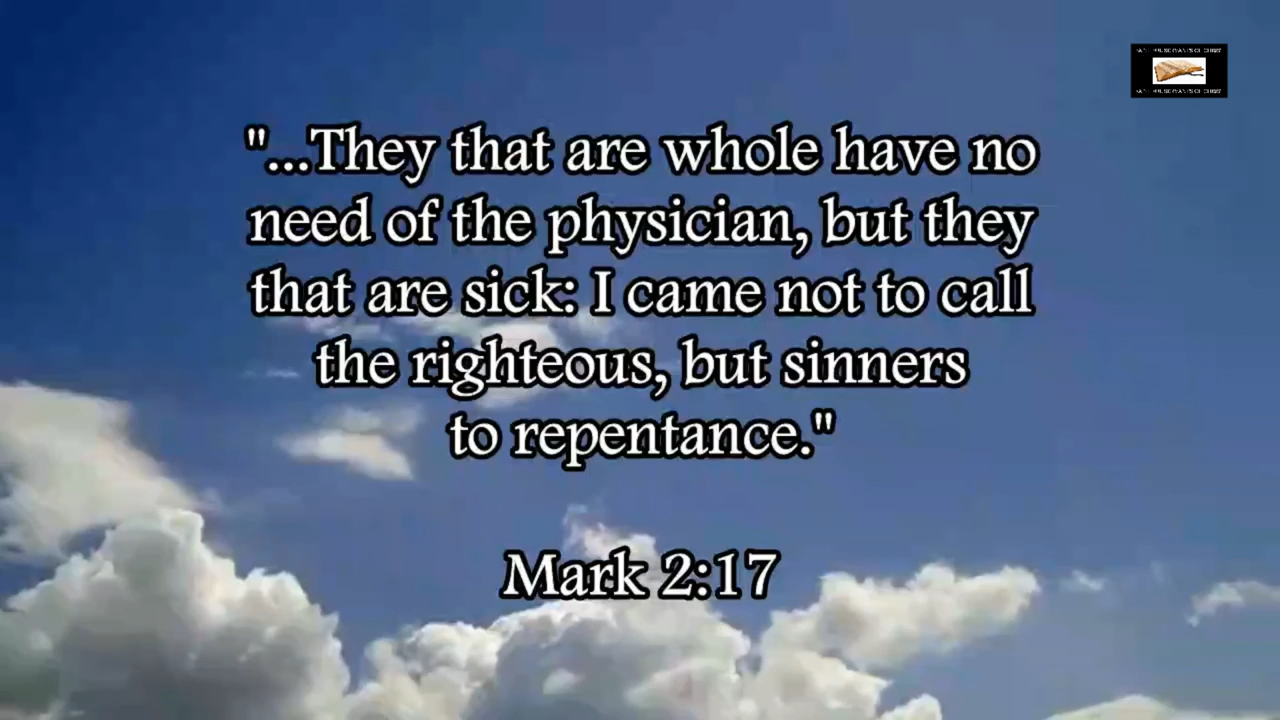 "...They that are whole have no
need of the physician, but they
that are sick: I came not to call
the righteous, but sinners
to repentance."
Mark 2:17